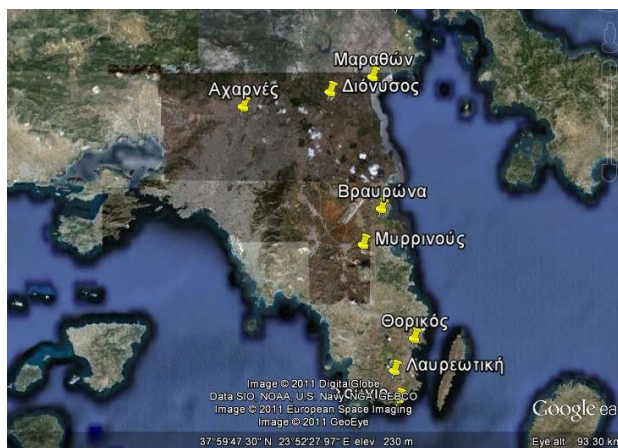 Μαραθών
Αχαρνές
Διόνυσος
Βραυρώνα
Μυρρινούς
Θορικός
Λαυρεωτική
Image © 2011 DigitalGlobe
Data SIO, NOAA, U.S. Navy, NGA, GEBCO
Image © 2011 European Space Imaging
Image © 2011 GeoEye
Google ea
37°59'47.30" N 23°52'27.97" E elev 230 m
Eye alt 93.30 km